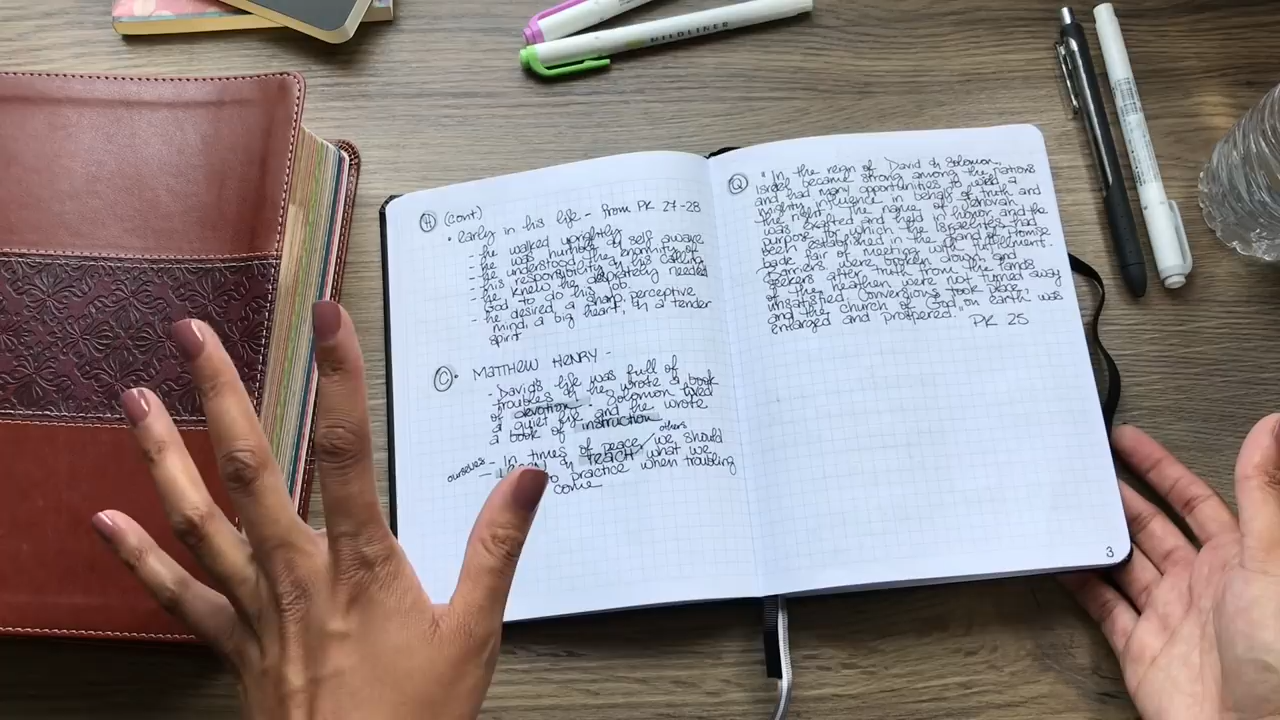 H (cont)
• early in his life - from PK 27-28
- he walked uprightly
- he was humble & self aware
- he understood the enormity &
his responsibility of his calling
- he knew he desperately needed
God to do his job.
- he desired a sharp, perceptive
mind, a big heart, & a tender
spirit
C • MATTHEW HENRY -
- David's life was full of
troubles & he wrote a book
of devotion - Solomon lived
a quiet life and he wrote
a book of instruction
others
- In times of peace, we should
ourselves - & TEACH what we
to practice when troubling
come
Q "In the reign of David & Solomon,
Israel became strong among the nations
and had many opportunities to wield a
mighty influence in behalf of truth and
the right. The name of Jehovah
was exalted and held in honor, and the
purpose for which the Israelites had
been established in the Land of Promise
bade fair of meeting fulfillment.
Barriers were broken down, and
seekers after truth from the lands
of the heathen were not turned away
unsatisfied. Conversions took place,
and the church of God on earth was
enlarged and prospered." PK 25
3
MILDLINER